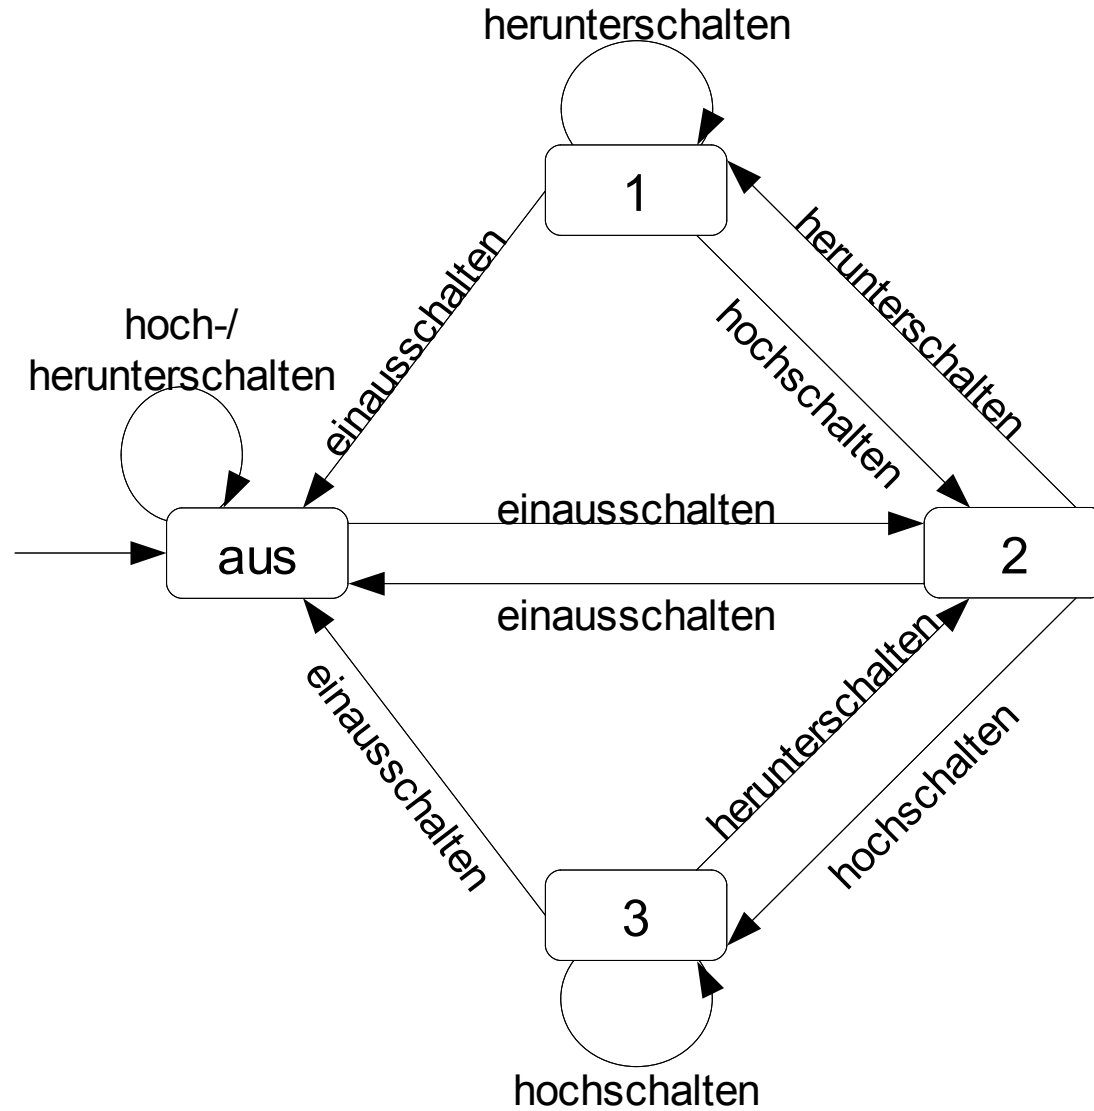 herunterschalten
1
herunterschalten
einausschalten
hochschalten
hoch-/
herunterschalten
einausschalten
aus
2
einausschalten
herunterschalten
einausschalten
hochschalten
3
hochschalten